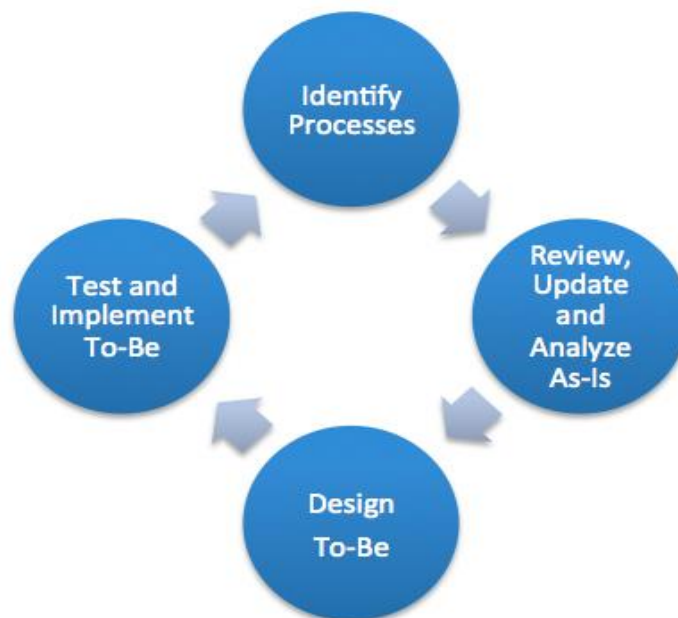 Identify
Processes
Review,
Update
and
Analyze
As-Is
Design
To-Be
Test and
Implement
To-Be